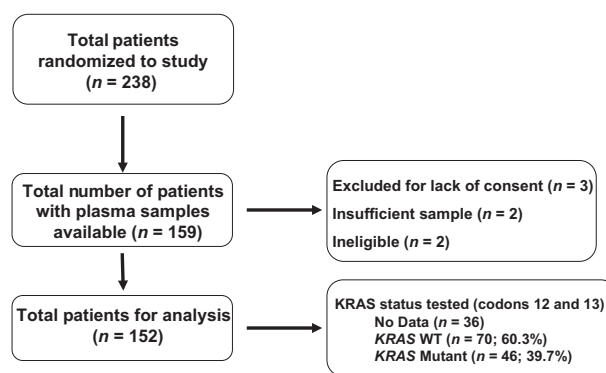 Total patients
randomized to study
(n = 238)
Total number of patients
with plasma samples
available (n = 159)
Excluded for lack of consent (n = 3)
Insufficient sample (n = 2)
Ineligible (n = 2)
Total patients for analysis
(n = 152)
KRAS status tested (codons 12 and 13)
No Data (n = 36)
KRAS WT (n = 70; 60.3%)
KRAS Mutant (n = 46; 39.7%)